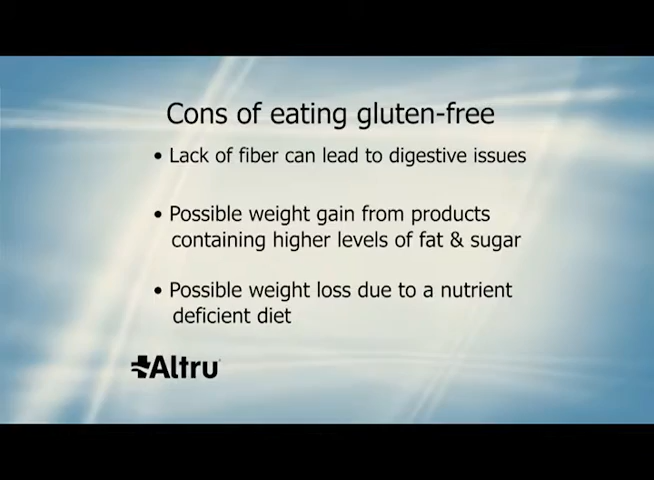 Cons of eating gluten-free
• Lack of fiber can lead to digestive issues
• Possible weight gain from products
containing higher levels of fat & sugar
• Possible weight loss due to a nutrient
deficient diet
Altru